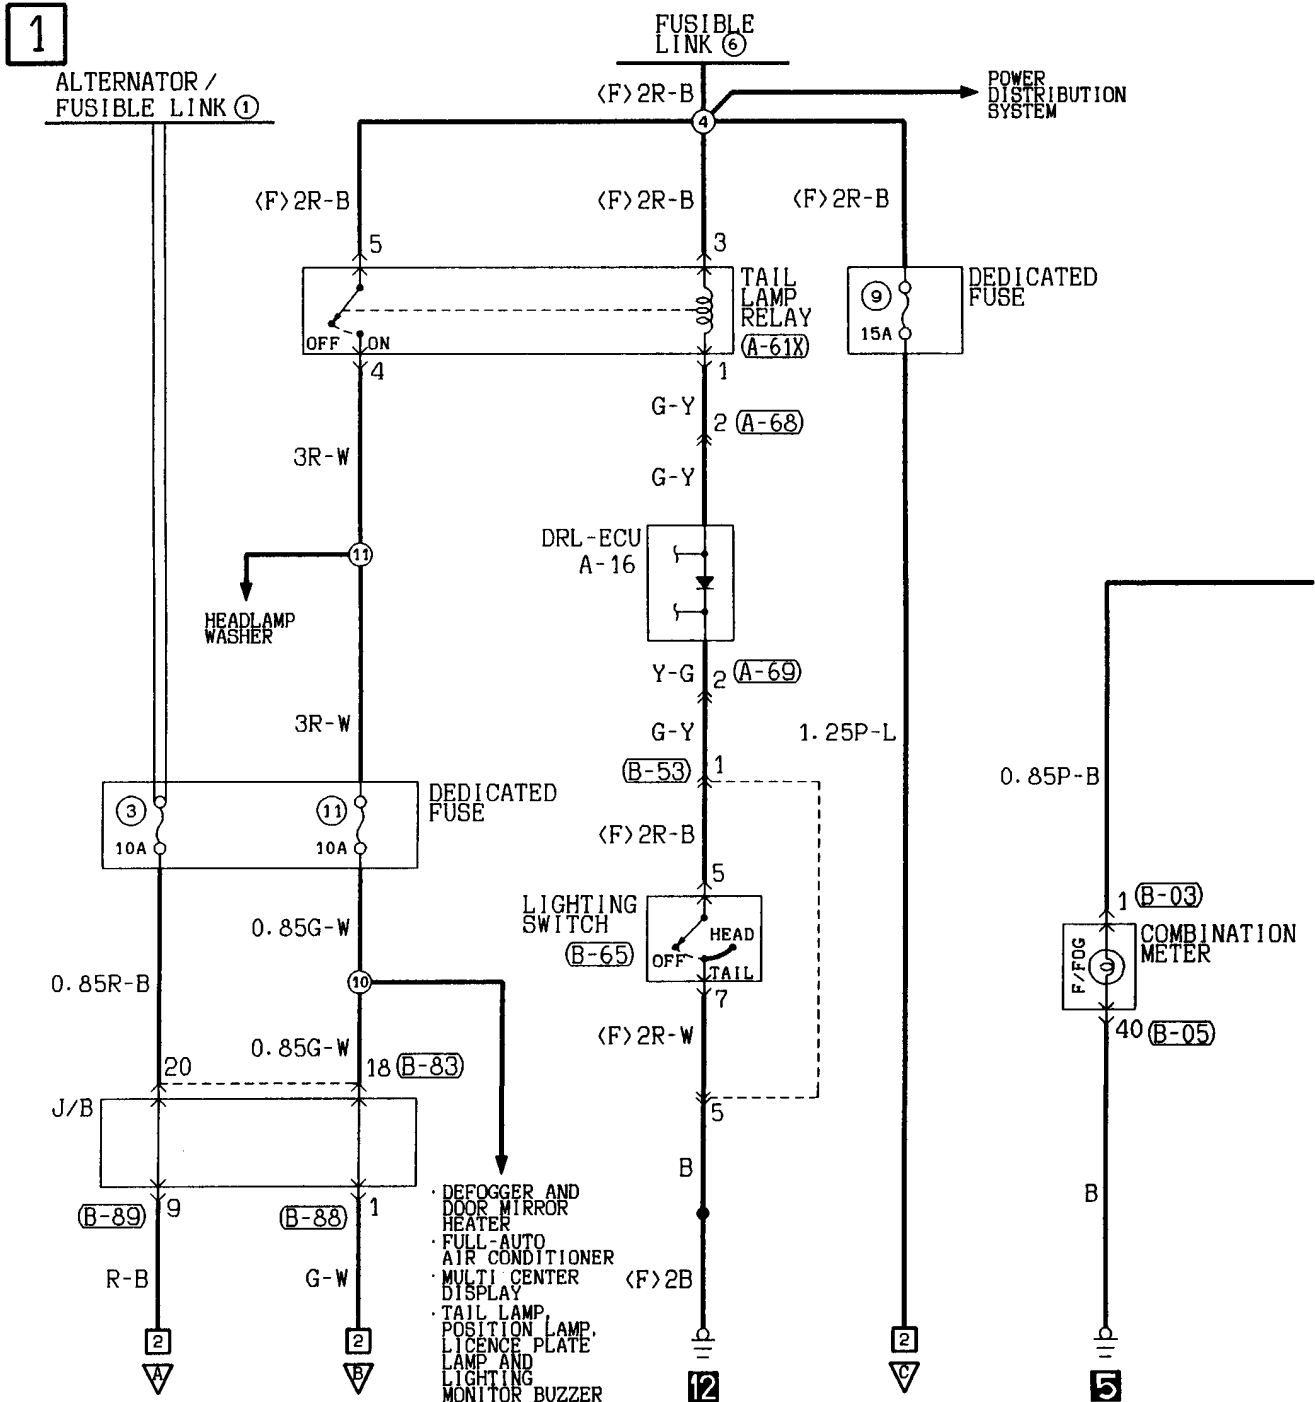 1
FUSIBLE
LINK ⑥
ALTERNATOR/
FUSIBLE LINK ①
<F>2R-B
POWER
DISTRIBUTION
SYSTEM
4
<F>2R-B
<F>2R-B
<F>2R-B
5
3
TAIL
LAMP
RELAY
(A-61X)
OFF
ON
4
1
DEDICATED
FUSE
9
15A
G-Y
2 (A-68)
3R-W
G-Y
DRL-ECU
A-16
11
HEADLAMP
WASHER
Y-G
2 (A-69)
3R-W
G-Y
1.25P-L
(B-53)
1
0.85P-B
DEDICATED
FUSE
3
10A
11
10A
<F>2R-B
5
LIGHTING
SWITCH
(B-65)
HEAD
OFF
TAIL
7
1 (B-03)
COMBINATION
METER
F/FOG
40 (B-05)
0.85G-W
0.85R-B
10
<F>2R-W
0.85G-W
20
18 (B-83)
J/B
5
B
B
(B-89)
9
(B-88)
1
R-B
G-W
· DEFOGGER AND
DOOR MIRROR
HEATER
· FULL-AUTO
AIR CONDITIONER
· MULTI CENTER
DISPLAY
· TAIL LAMP,
POSITION LAMP,
LICENCE PLATE
LAMP AND
LIGHTING
MONITOR BUZZER
<F>2B
2
A
2
B
12
2
C
5